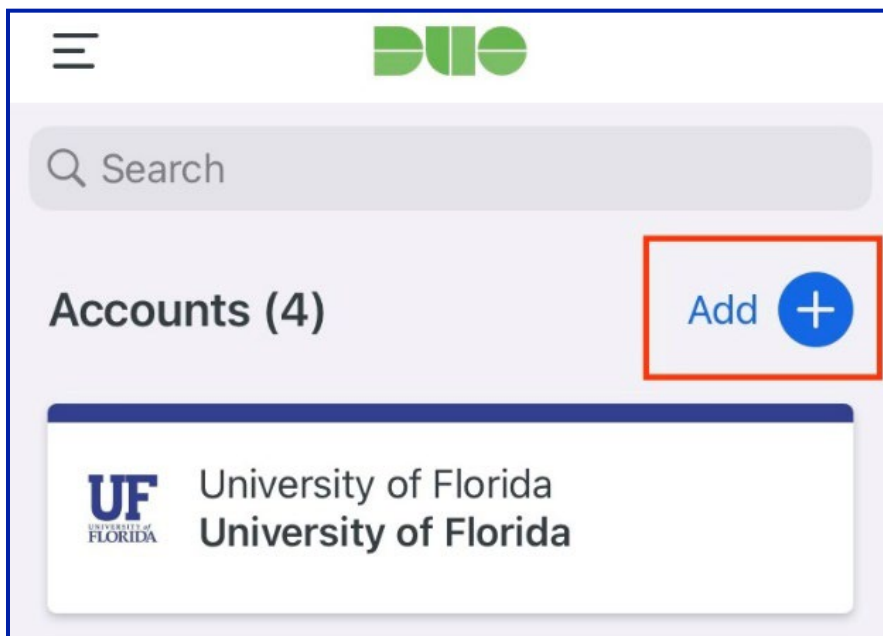 DUO
Search
Accounts (4)
Add
UF
UNIVERSITY of
FLORIDA
University of Florida
University of Florida